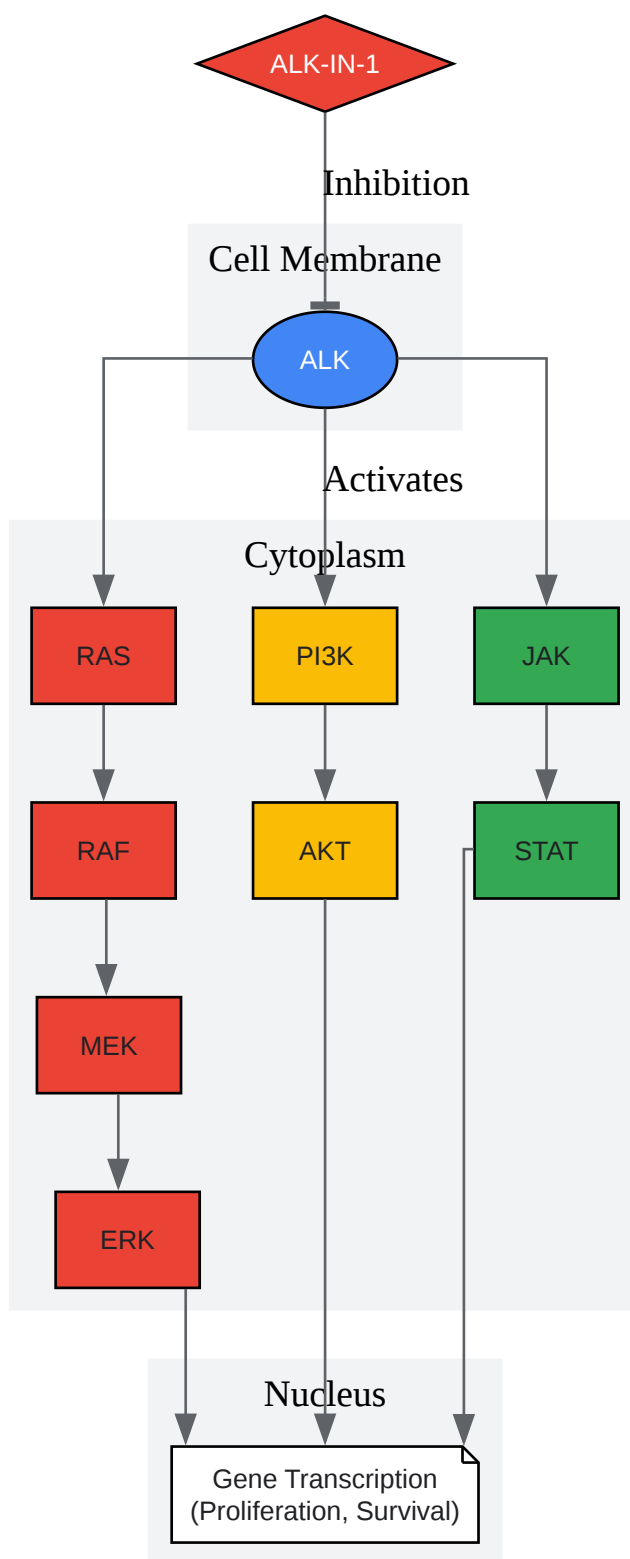 ALK-IN-1
Inhibition
Cell Membrane
ALK
Activates
Cytoplasm
RAS
PI3K
JAK
RAF
AKT
STAT
MEK
ERK
Nucleus
Gene Transcription
(Proliferation, Survival)